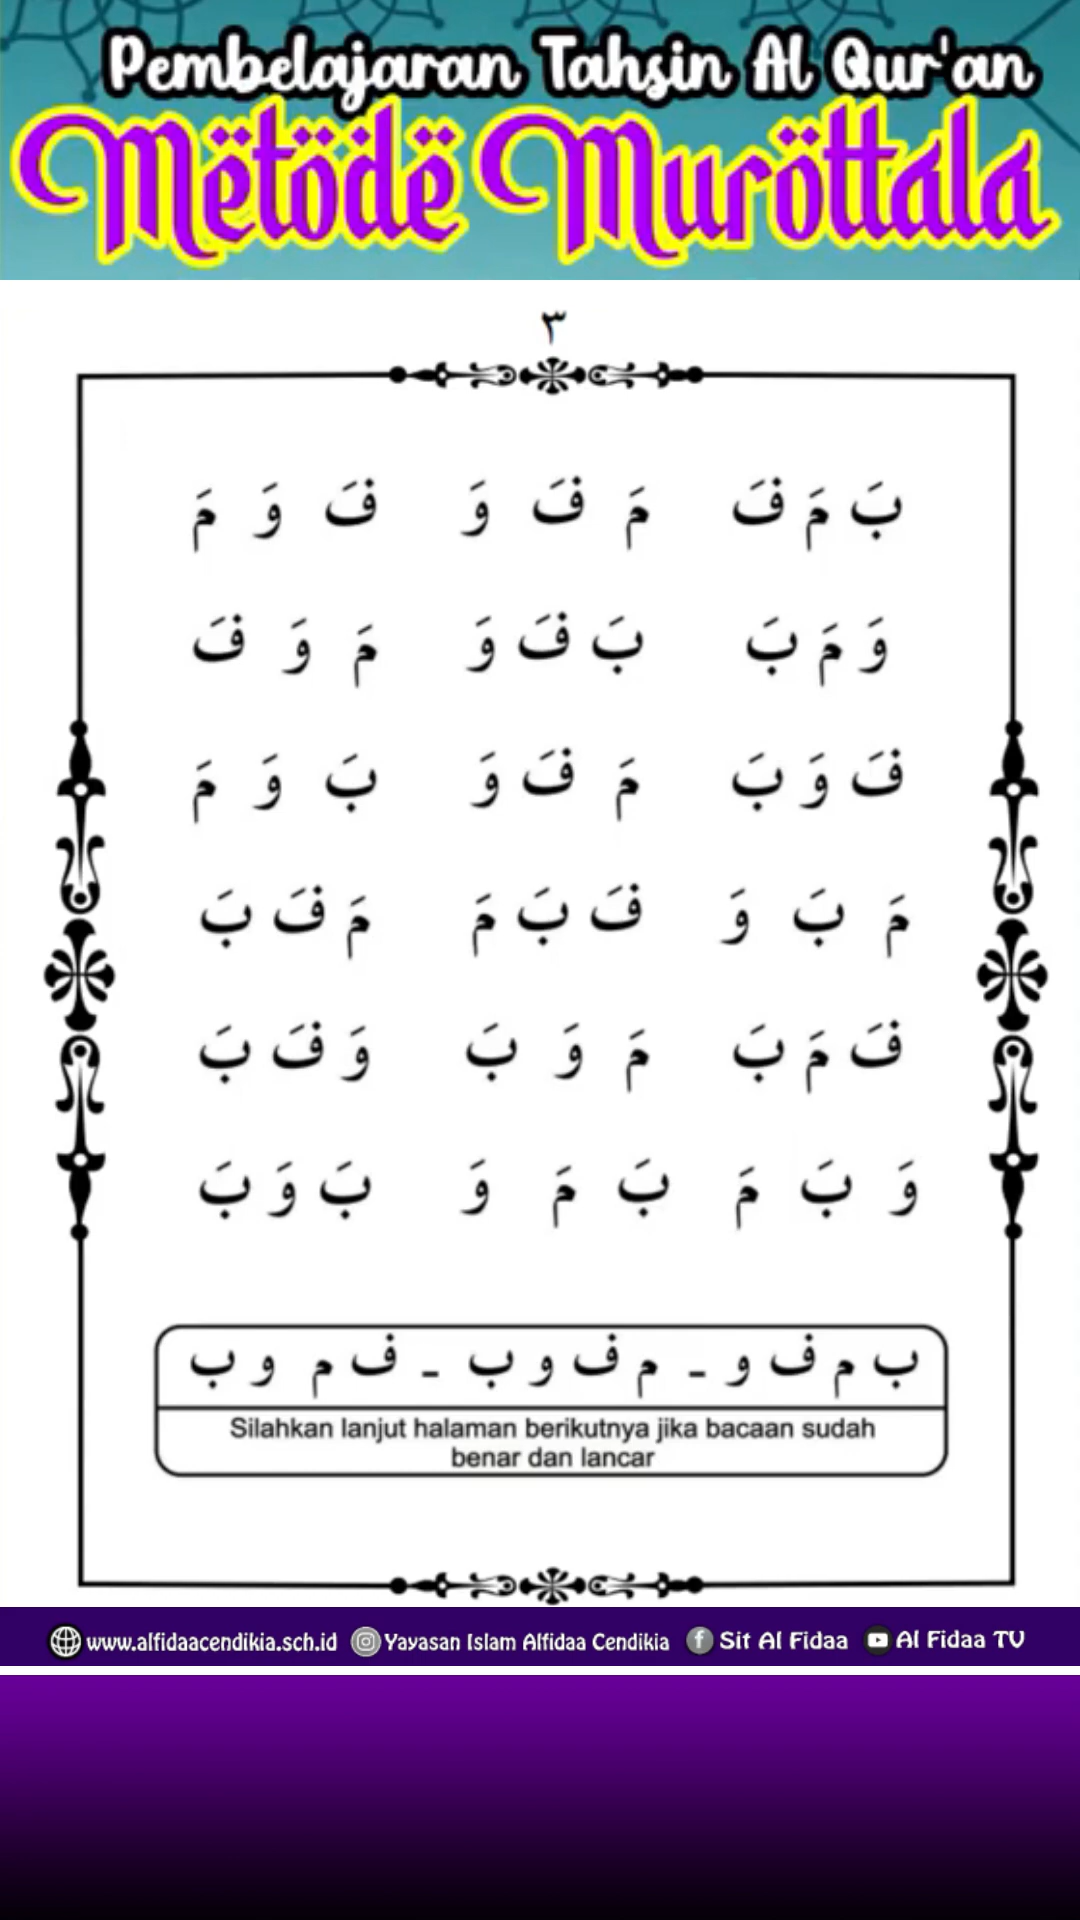 Pembelajaran Tahsin Al Qur'an
Mëtödë Muröttala
٣
بَ مَ فَ مَ فَ وَ فَ وَ مَ
وَ مَ بَ بَ فَ وَ مَ وَ فَ
فَ وَ بَ مَ فَ وَ بَ وَ مَ
مَ بَ وَ فَ بَ مَ مَ فَ بَ
فَ مَ بَ مَ وَ بَ وَ فَ بَ
وَ بَ مَ بَ مَ وَ بَ وَ بَ
ب م ف و - م ف و ب - ف م و ب
Silahkan lanjut halaman berikutnya jika bacaan sudah
benar dan lancar
www.alfidaacendikia.sch.id Yayasan Islam Alfidaa Cendikia Sit Al Fidaa Al Fidaa TV